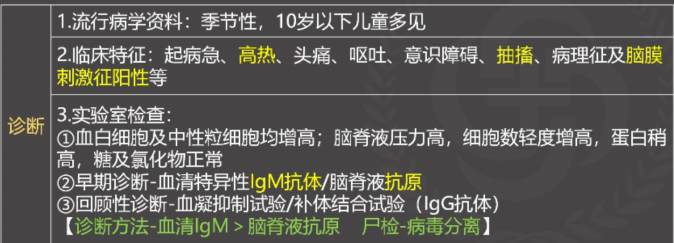 1.流行病学资料：季节性，10岁以下儿童多见
2.临床特征：起病急、高热、头痛、呕吐、意识障碍、抽搐、病理征及脑膜
刺激征阳性等
诊断
3.实验室检查：
①血白细胞及中性粒细胞均增高；脑脊液压力高，细胞数轻度增高，蛋白稍
高，糖及氯化物正常
②早期诊断-血清特异性IgM抗体/脑脊液抗原
③回顾性诊断-血凝抑制试验/补体结合试验（IgG抗体）
【诊断方法-血清IgM＞脑脊液抗原 尸检-病毒分离】